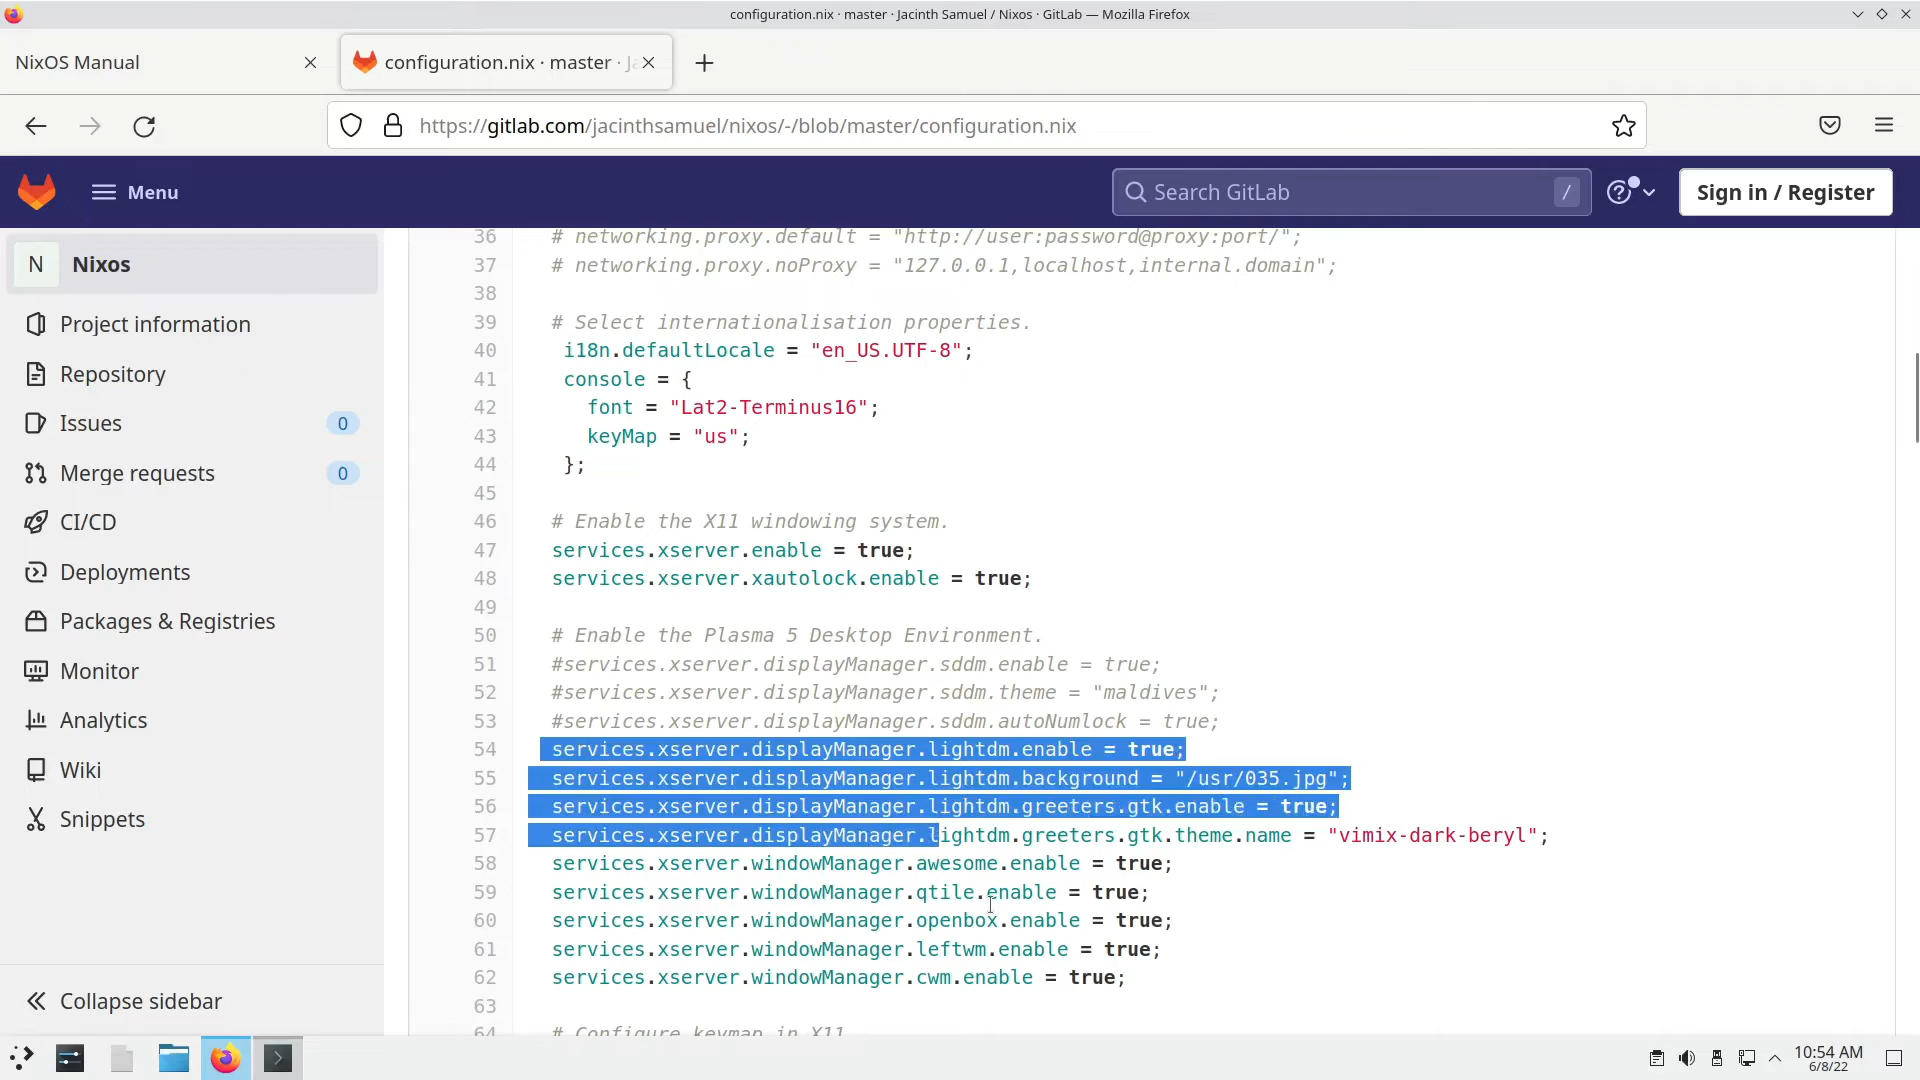 configuration.nix · master · Jacinth Samuel / Nixos · GitLab — Mozilla Firefox
NixOS Manual
configuration.nix · master · Ja
https://gitlab.com/jacinthsamuel/nixos/-/blob/master/configuration.nix
Menu
Search GitLab
/
Sign in / Register
N Nixos
Project information
Repository
Issues 0
Merge requests 0
CI/CD
Deployments
Packages & Registries
Monitor
Analytics
Wiki
Snippets
Collapse sidebar
36 # networking.proxy.default = "http://user:password@proxy:port/";
37 # networking.proxy.noProxy = "127.0.0.1,localhost,internal.domain";
38
39 # Select internationalisation properties.
40 i18n.defaultLocale = "en_US.UTF-8";
41 console = {
42 font = "Lat2-Terminus16";
43 keyMap = "us";
44 };
45
46 # Enable the X11 windowing system.
47 services.xserver.enable = true;
48 services.xserver.xautolock.enable = true;
49
50 # Enable the Plasma 5 Desktop Environment.
51 #services.xserver.displayManager.sddm.enable = true;
52 #services.xserver.displayManager.sddm.theme = "maldives";
53 #services.xserver.displayManager.sddm.autoNumlock = true;
54 services.xserver.displayManager.lightdm.enable = true;
55 services.xserver.displayManager.lightdm.background = "/usr/035.jpg";
56 services.xserver.displayManager.lightdm.greeters.gtk.enable = true;
57 services.xserver.displayManager.lightdm.greeters.gtk.theme.name = "vimix-dark-beryl";
58 services.xserver.windowManager.awesome.enable = true;
59 services.xserver.windowManager.qtile.enable = true;
60 services.xserver.windowManager.openbox.enable = true;
61 services.xserver.windowManager.leftwm.enable = true;
62 services.xserver.windowManager.cwm.enable = true;
63
64 # Configure keymap in X11
10:54 AM
6/8/22